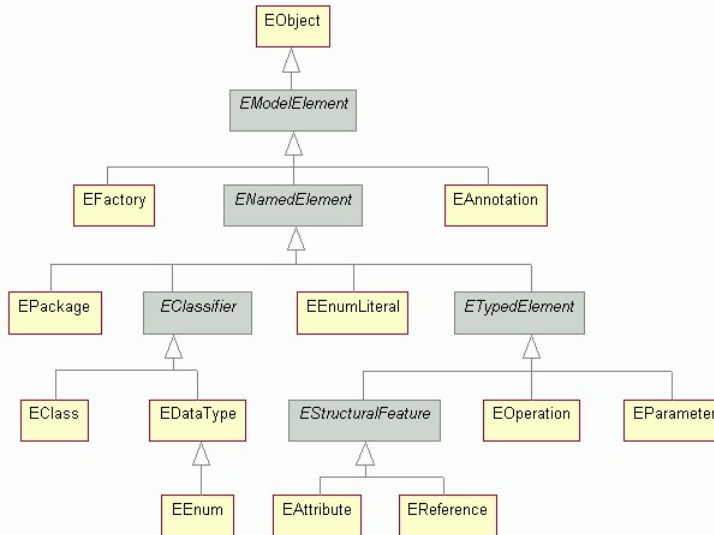 EObject
EModelElement
EFactory
ENamedElement
EAnnotation
EPackage
EClassifier
EEnumLiteral
ETypedElement
EClass
EDataType
EStructuralFeature
EOperation
EParameter
EEnum
EAttribute
EReference